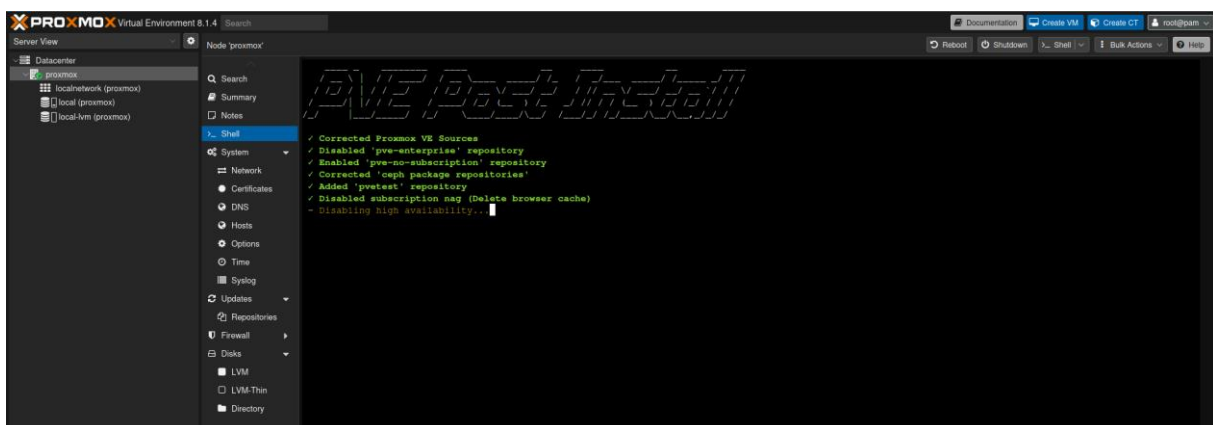 PROXMOX Virtual Environment 8.1.4 Search
Documentation Create VM Create CT root@pam
Server View
Node 'proxmox'
Reboot Shutdown >_ Shell Bulk Actions Help
Datacenter
proxmox
localnetwork (proxmox)
local (proxmox)
local-lvm (proxmox)
Search
Summary
Notes
>_ Shell
System
Network
Certificates
DNS
Hosts
Options
Time
Syslog
Updates
Repositories
Firewall
Disks
LVM
LVM-Thin
Directory
PVE Post Install
✓ Corrected Proxmox VE Sources
✓ Disabled 'pve-enterprise' repository
✓ Enabled 'pve-no-subscription' repository
✓ Corrected 'ceph package repositories'
✓ Added 'pvetest' repository
✓ Disabled subscription nag (Delete browser cache)
- Disabling high availability...